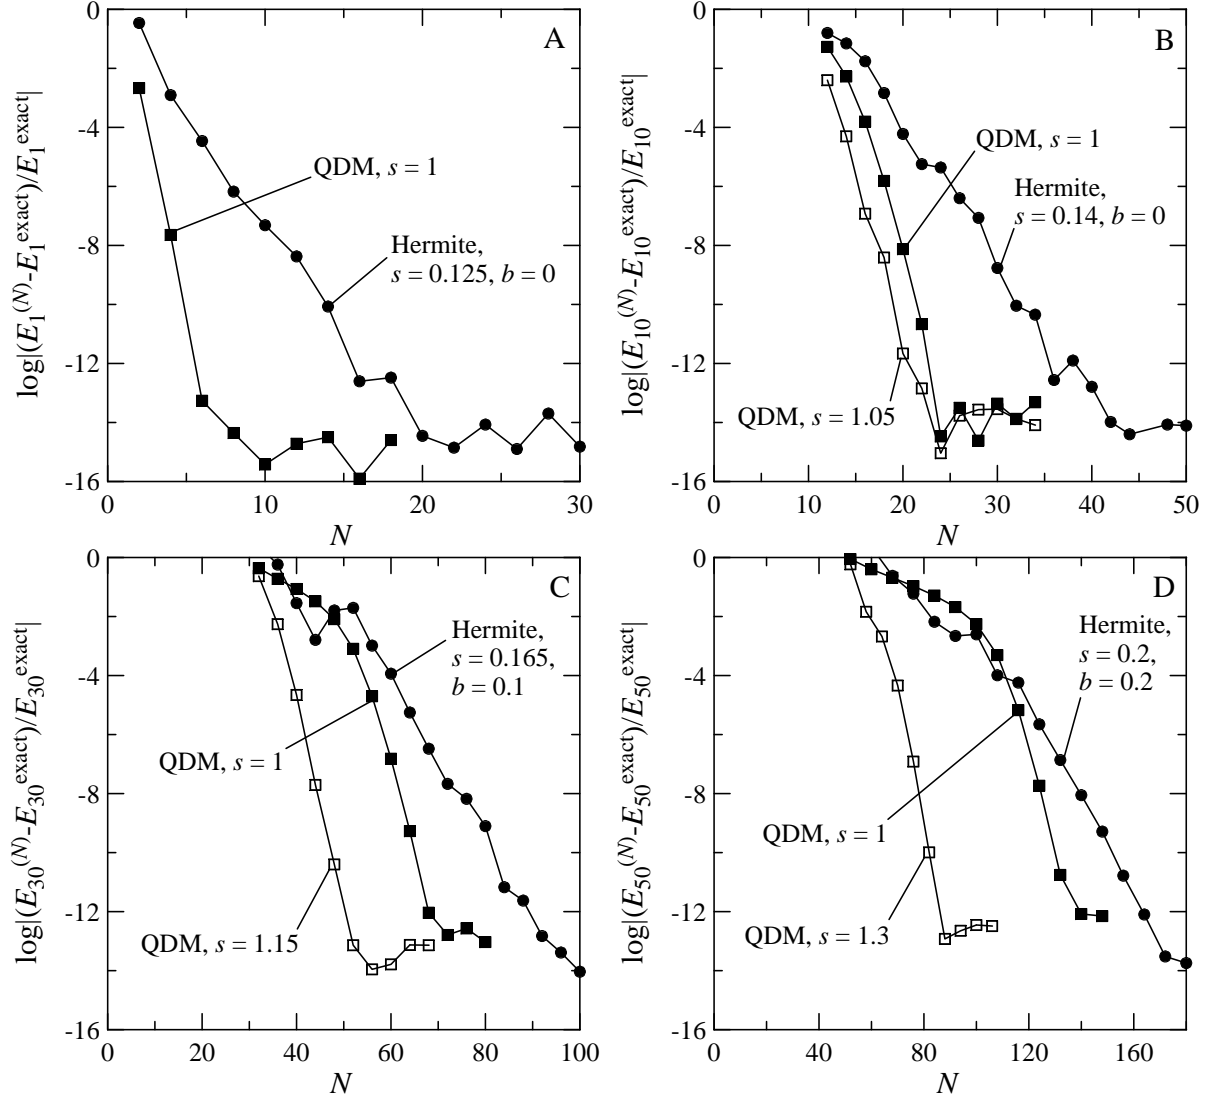 A
log|(E₁⁽ᴺ⁾-E₁ᵉˣᵃᶜᵗ)/E₁ᵉˣᵃᶜᵗ|
0
-4
-8
-12
-16
QDM, s = 1
Hermite,
s = 0.125, b = 0
0 10 20 30
N
B
log|(E₁₀⁽ᴺ⁾-E₁₀ᵉˣᵃᶜᵗ)/E₁₀ᵉˣᵃᶜᵗ|
0
-4
-8
-12
-16
QDM, s = 1
Hermite,
s = 0.14, b = 0
QDM, s = 1.05
0 10 20 30 40 50
N
C
log|(E₃₀⁽ᴺ⁾-E₃₀ᵉˣᵃᶜᵗ)/E₃₀ᵉˣᵃᶜᵗ|
0
-4
-8
-12
-16
Hermite,
s = 0.165,
b = 0.1
QDM, s = 1
QDM, s = 1.15
0 20 40 60 80 100
N
D
log|(E₅₀⁽ᴺ⁾-E₅₀ᵉˣᵃᶜᵗ)/E₅₀ᵉˣᵃᶜᵗ|
0
-4
-8
-12
-16
Hermite,
s = 0.2,
b = 0.2
QDM, s = 1
QDM, s = 1.3
0 40 80 120 160
N